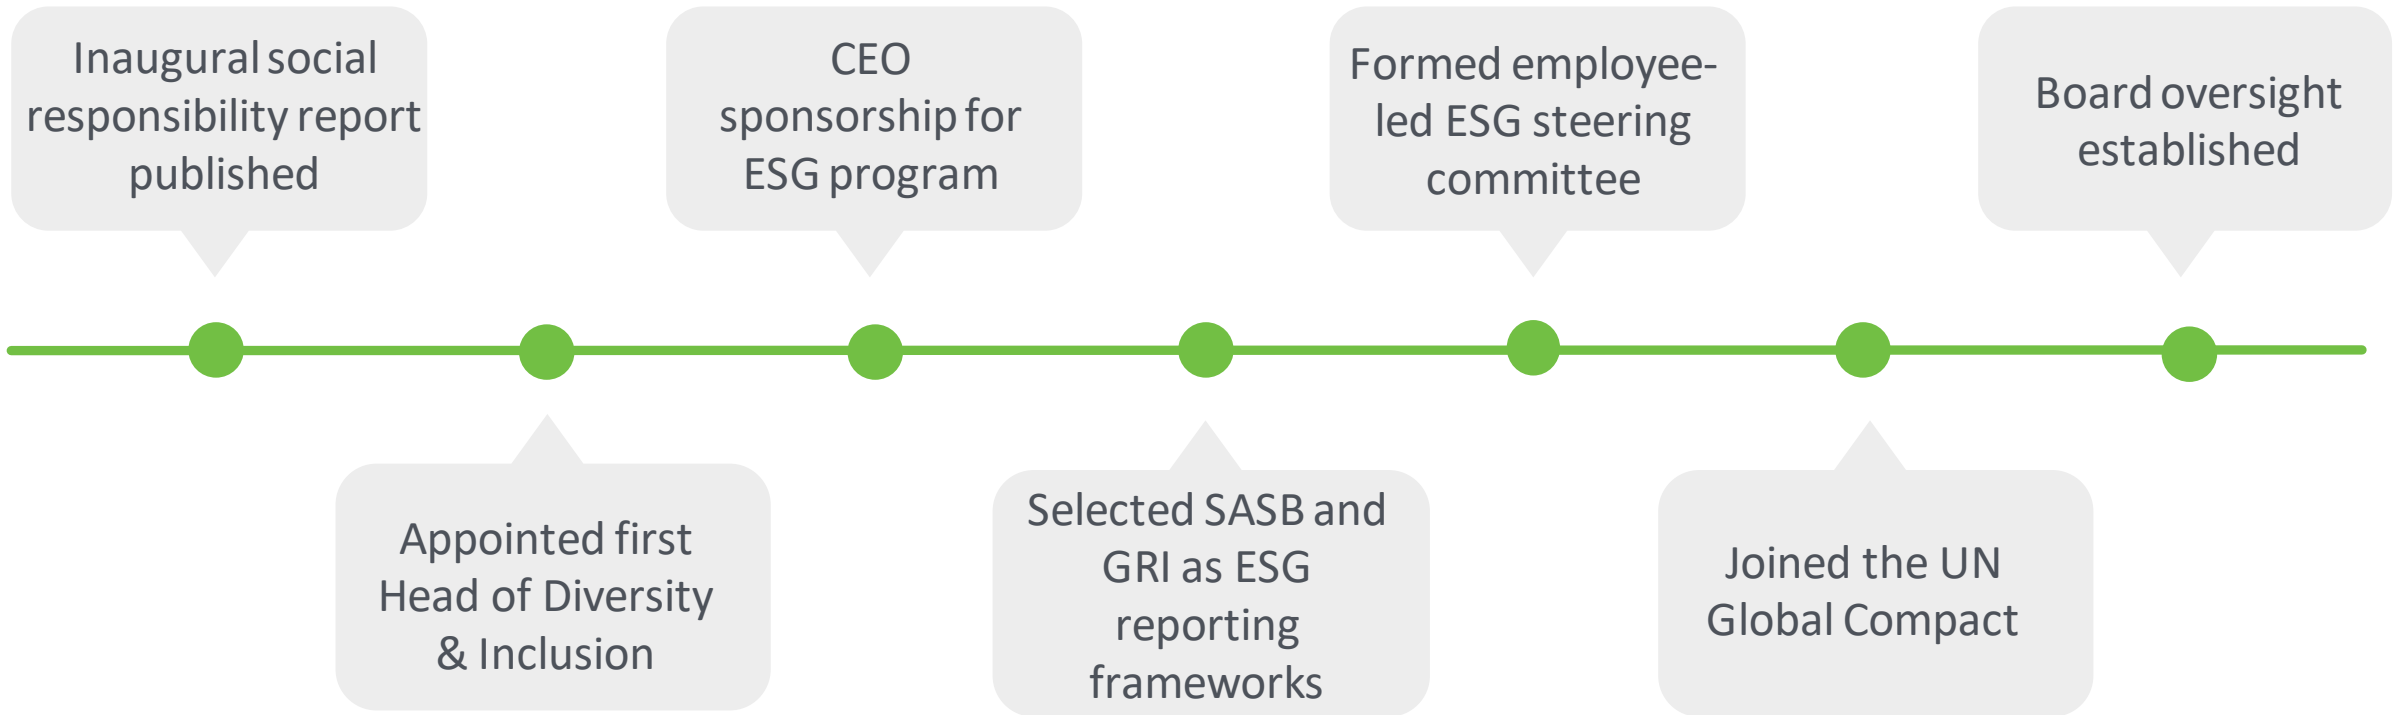 Inaugural social
responsibility report
published
Appointed first
Head of Diversity
& Inclusion
CEO
sponsorship for
ESG program
Selected SASB and
GRI as ESG
reporting
frameworks
Formed employee-
led ESG steering
committee
Joined the UN
Global Compact
Board oversight
established